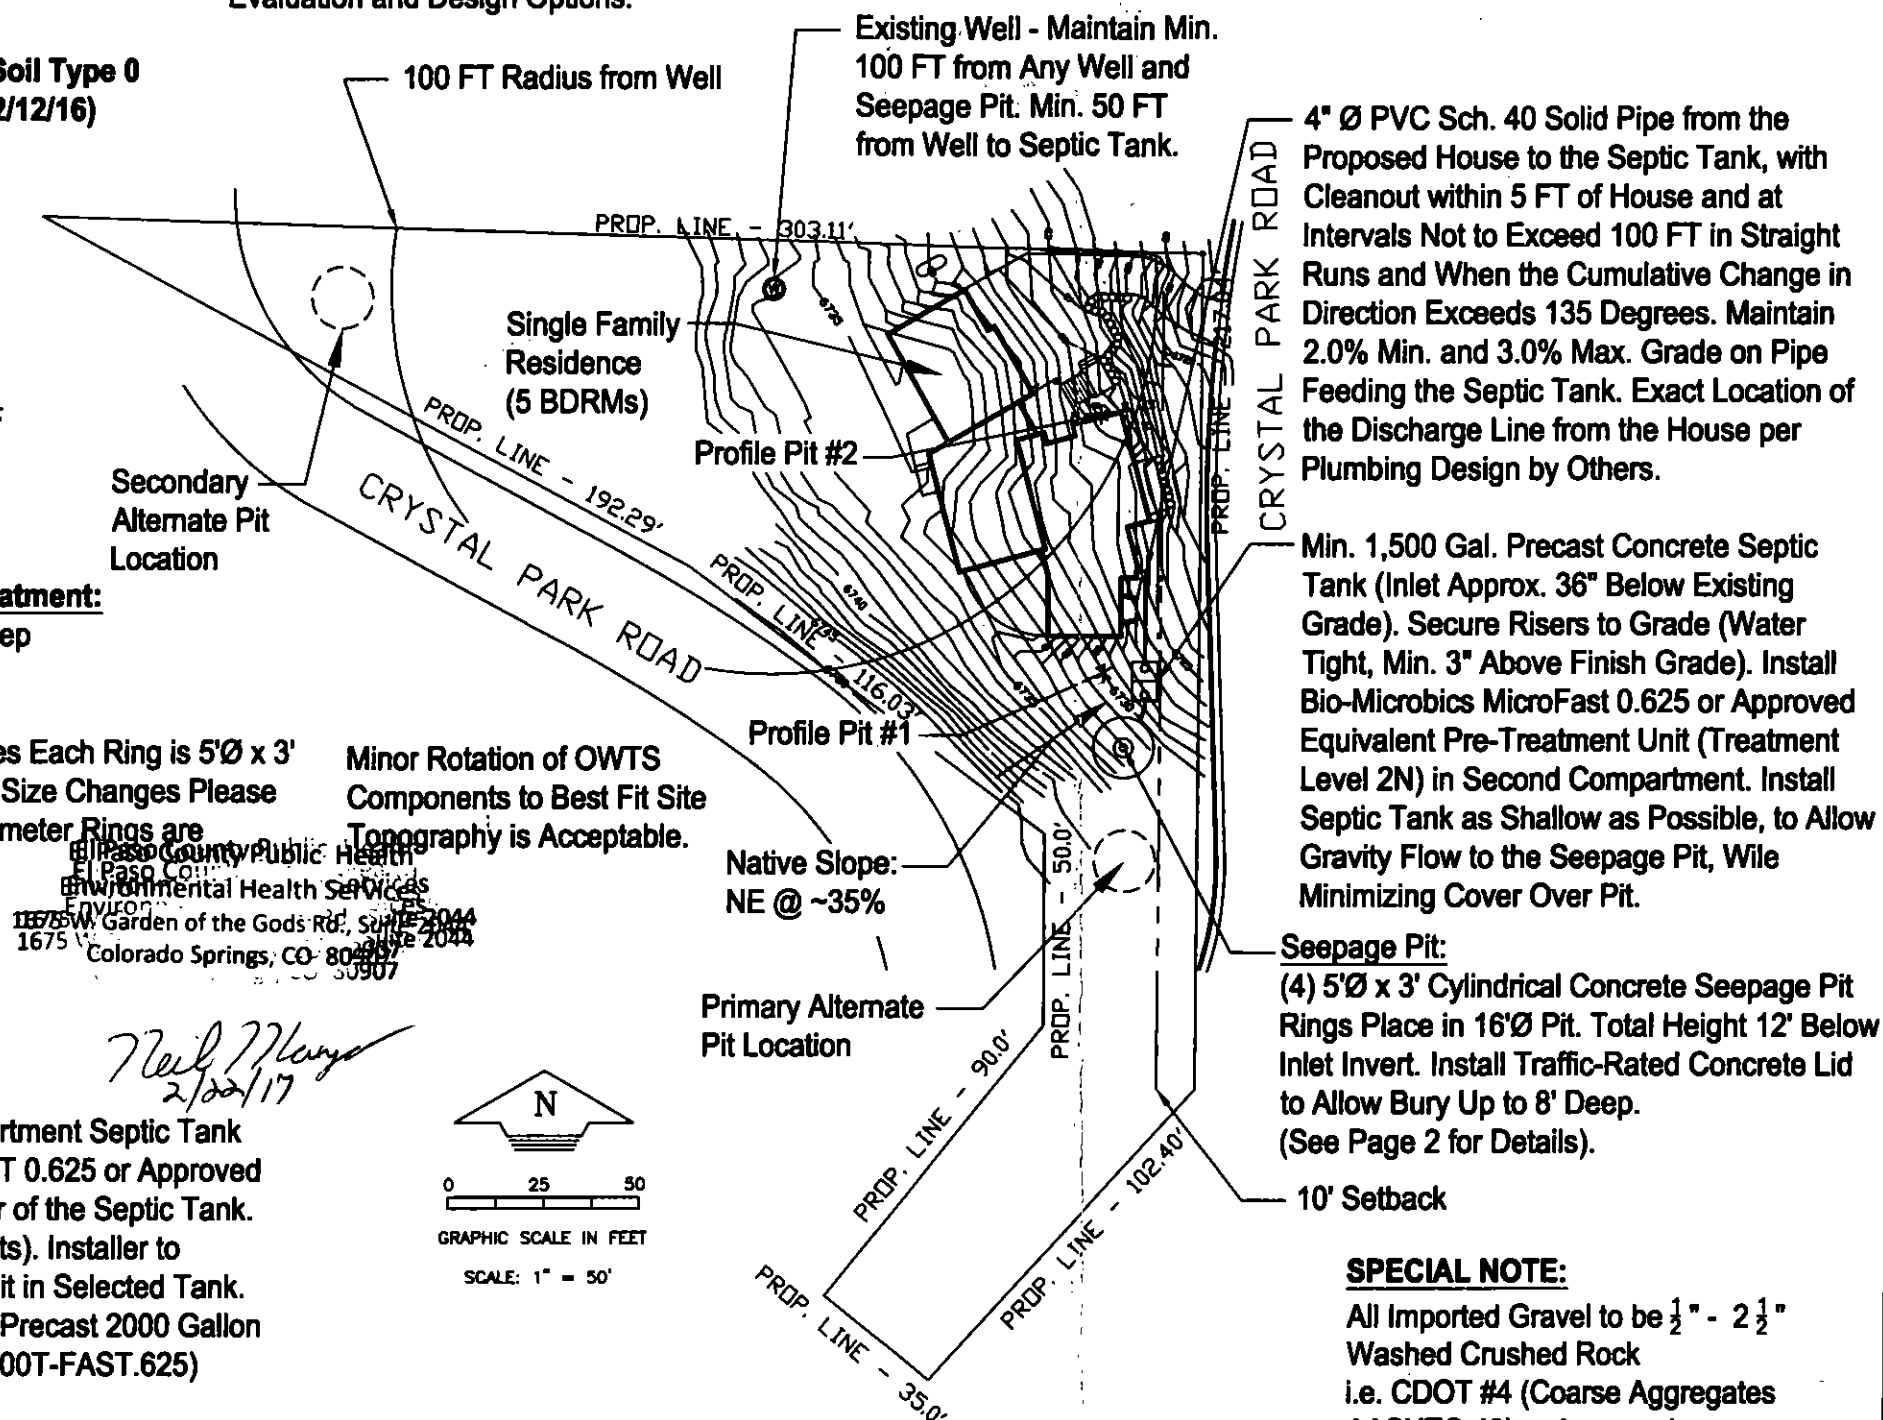 Evaluation and Design Options.
Soil Type 0
2/12/16)
100 FT Radius from Well
Existing Well - Maintain Min.
100 FT from Any Well and
Seepage Pit. Min. 50 FT
from Well to Septic Tank.
4" Ø PVC Sch. 40 Solid Pipe from the
Proposed House to the Septic Tank, with
Cleanout within 5 FT of House and at
Intervals Not to Exceed 100 FT in Straight
Runs and When the Cumulative Change in
Direction Exceeds 135 Degrees. Maintain
2.0% Min. and 3.0% Max. Grade on Pipe
Feeding the Septic Tank. Exact Location of
the Discharge Line from the House per
Plumbing Design by Others.
CRYSTAL PARK ROAD
PROP. LINE - 303.11'
PROP. LINE
W
6725
Single Family
Residence
(5 BDRMs)
Profile Pit #2
PROP. LINE - 192.29'
Secondary
Alternate Pit
Location
CRYSTAL PARK ROAD
PROP. LINE - 116.03'
6740
6735
6730
Min. 1,500 Gal. Precast Concrete Septic
Tank (Inlet Approx. 36" Below Existing
Grade). Secure Risers to Grade (Water
Tight, Min. 3" Above Finish Grade). Install
Bio-Microbics MicroFast 0.625 or Approved
Equivalent Pre-Treatment Unit (Treatment
Level 2N) in Second Compartment. Install
Septic Tank as Shallow as Possible, to Allow
Gravity Flow to the Seepage Pit, Wile
Minimizing Cover Over Pit.
atment:
ep
Profile Pit #1
es Each Ring is 5'Ø x 3'
Size Changes Please
meter Rings are
Minor Rotation of OWTS
Components to Best Fit Site
Topography is Acceptable.
El Paso County Public Health
Environmental Health Services
1675 W. Garden of the Gods Rd., Suite 2044
Colorado Springs, CO 80907
Native Slope:
NE @ ~35%
PROP. LINE - 50.0'
Primary Alternate
Pit Location
Seepage Pit:
(4) 5'Ø x 3' Cylindrical Concrete Seepage Pit
Rings Place in 16'Ø Pit. Total Height 12' Below
Inlet Invert. Install Traffic-Rated Concrete Lid
to Allow Bury Up to 8' Deep.
(See Page 2 for Details).
2/22/17
rtment Septic Tank
T 0.625 or Approved
r of the Septic Tank.
ts). Installer to
it in Selected Tank.
Precast 2000 Gallon
00T-FAST.625)
N
0 25 50
GRAPHIC SCALE IN FEET
SCALE: 1" = 50'
PROP. LINE - 90.0'
PROP. LINE - 102.40'
PROP. LINE - 35.0'
10' Setback
SPECIAL NOTE:
All Imported Gravel to be 1/2" - 2 1/2"
Washed Crushed Rock
i.e. CDOT #4 (Coarse Aggregates